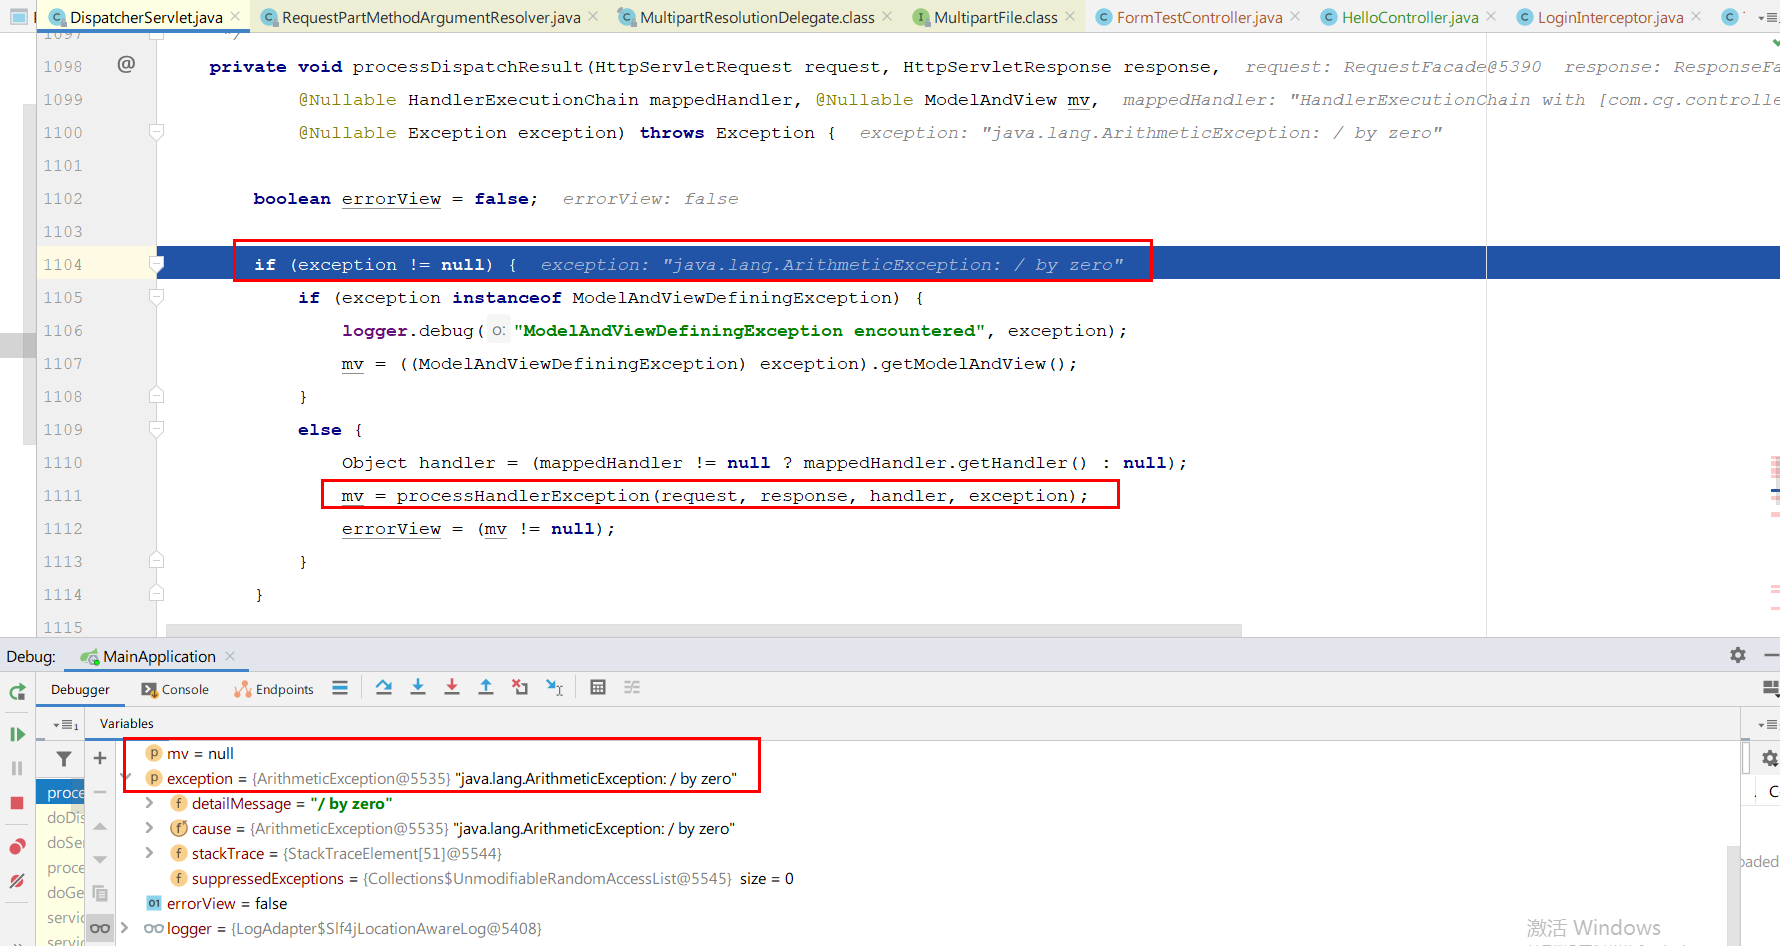 DispatcherServlet.java RequestPartMethodArgumentResolver.java MultipartResolutionDelegate.class MultipartFile.class FormTestController.java HelloController.java LoginInterceptor.java
1097 */
1098 @ private void processDispatchResult(HttpServletRequest request, HttpServletResponse response, request: RequestFacade@5390 response: ResponseFa
1099 @Nullable HandlerExecutionChain mappedHandler, @Nullable ModelAndView mv, mappedHandler: "HandlerExecutionChain with [com.cg.controlle
1100 @Nullable Exception exception) throws Exception { exception: "java.lang.ArithmeticException: / by zero"
1101
1102 boolean errorView = false; errorView: false
1103
1104 if (exception != null) { exception: "java.lang.ArithmeticException: / by zero"
1105 if (exception instanceof ModelAndViewDefiningException) {
1106 logger.debug( o: "ModelAndViewDefiningException encountered", exception);
1107 mv = ((ModelAndViewDefiningException) exception).getModelAndView();
1108 }
1109 else {
1110 Object handler = (mappedHandler != null ? mappedHandler.getHandler() : null);
1111 mv = processHandlerException(request, response, handler, exception);
1112 errorView = (mv != null);
1113 }
1114 }
1115
Debug: MainApplication
Debugger Console Endpoints
Variables
mv = null
exception = {ArithmeticException@5535} "java.lang.ArithmeticException: / by zero"
proce detailMessage = "/ by zero"
doDis cause = {ArithmeticException@5535} "java.lang.ArithmeticException: / by zero"
doSer stackTrace = {StackTraceElement[51]@5544} oaded
proce suppressedExceptions = {Collections$UnmodifiableRandomAccessList@5545} size = 0
doGe errorView = false
servic logger = {LogAdapter$Slf4jLocationAwareLog@5408}
servic
激活 Windows